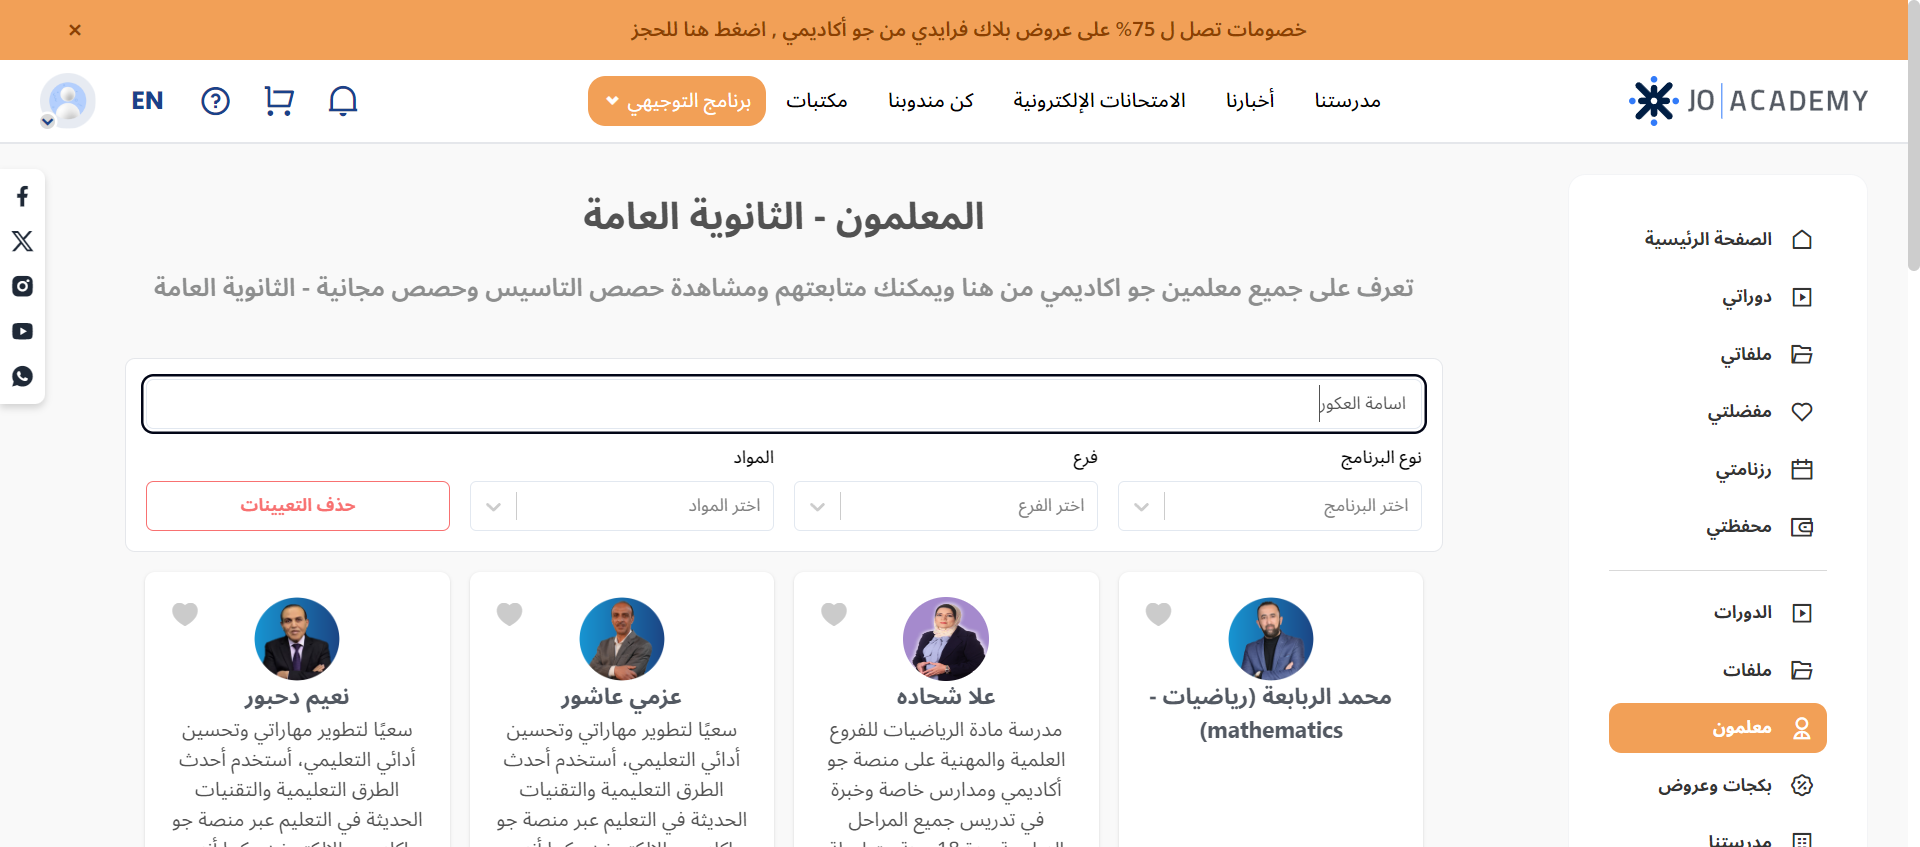 خصومات تصل ل 75% على عروض بلاك فرايدي من جو أكاديمي , اضغط هنا للحجز
JO ACADEMY
مدرستنا
أخبارنا
الامتحانات الإلكترونية
كن مندوبنا
مكتبات
برنامج التوجيهي
EN
الصفحة الرئيسية
دوراتي
ملفاتي
مفضلتي
رزنامتي
محفظتي
الدورات
ملفات
معلمون
بكجات وعروض
مدرستنا
المعلمون - الثانوية العامة
تعرف على جميع معلمين جو اكاديمي من هنا ويمكنك متابعتهم ومشاهدة حصص التاسيس وحصص مجانية - الثانوية العامة
اسامة العكور
نوع البرنامج
اختر البرنامج
فرع
اختر الفرع
المواد
اختر المواد
حذف التعيينات
محمد الربابعة (رياضيات -
mathematics)
علا شحاده
مدرسة مادة الرياضيات للفروع
العلمية والمهنية على منصة جو
أكاديمي ومدارس خاصة وخبرة
في تدريس جميع المراحل
عزمي عاشور
سعيًا لتطوير مهاراتي وتحسين
أدائي التعليمي، أستخدم أحدث
الطرق التعليمية والتقنيات
الحديثة في التعليم عبر منصة جو
نعيم دحبور
سعيًا لتطوير مهاراتي وتحسين
أدائي التعليمي، أستخدم أحدث
الطرق التعليمية والتقنيات
الحديثة في التعليم عبر منصة جو